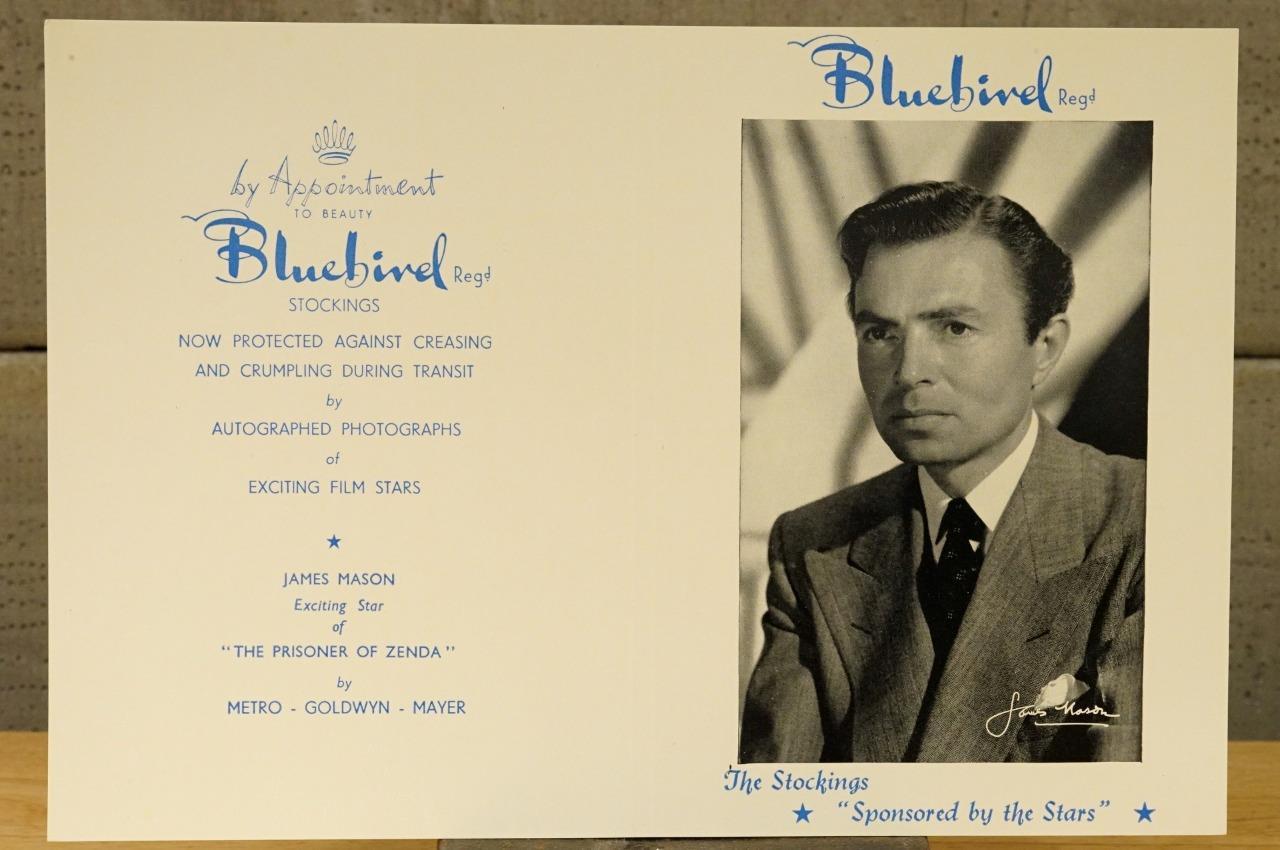 by Appointment
TO BEAUTY
Bluebird Regd
STOCKINGS
NOW PROTECTED AGAINST CREASING
AND CRUMPLING DURING TRANSIT
by
AUTOGRAPHED PHOTOGRAPHS
of
EXCITING FILM STARS
★
JAMES MASON
Exciting Star
of
"THE PRISONER OF ZENDA"
by
METRO - GOLDWYN - MAYER
Bluebird Regd
James Mason
The Stockings
★ "Sponsored by the Stars" ★